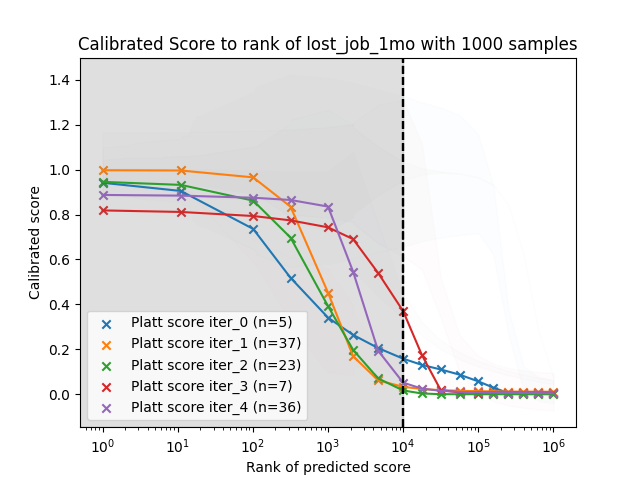 Calibrated Score to rank of lost_job_1mo with 1000 samples
1.4
1.2
1.0
0.8
0.6
0.4
0.2
0.0
Calibrated score
Platt score iter_0 (n=5)
Platt score iter_1 (n=37)
Platt score iter_2 (n=23)
Platt score iter_3 (n=7)
Platt score iter_4 (n=36)
10⁰ 10¹ 10² 10³ 10⁴ 10⁵ 10⁶
Rank of predicted score